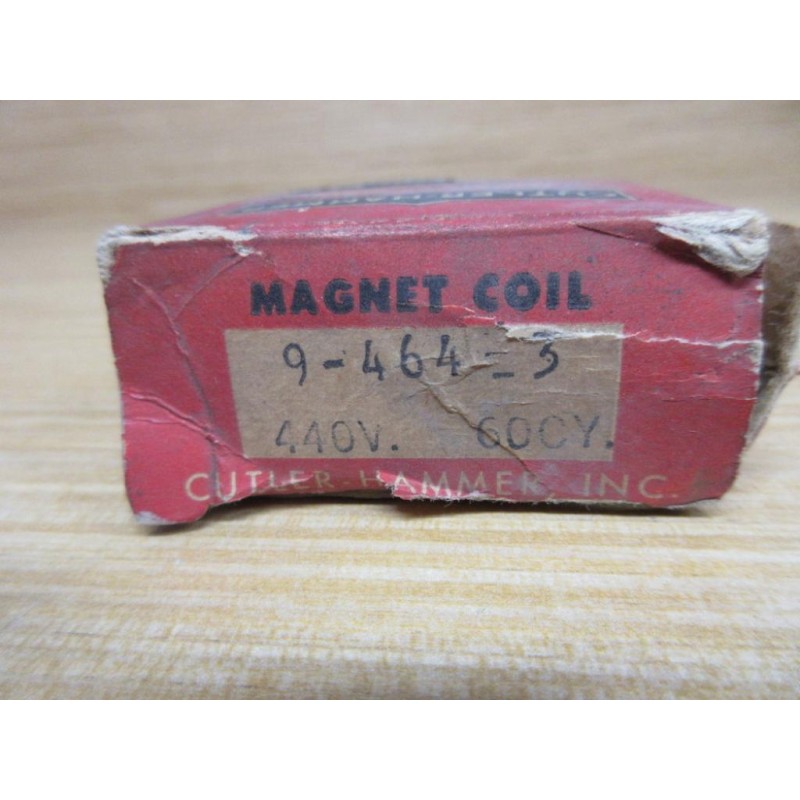 MAGNET COIL
9-464-3
440V. 60CY.
CUTLER-HAMMER, INC.